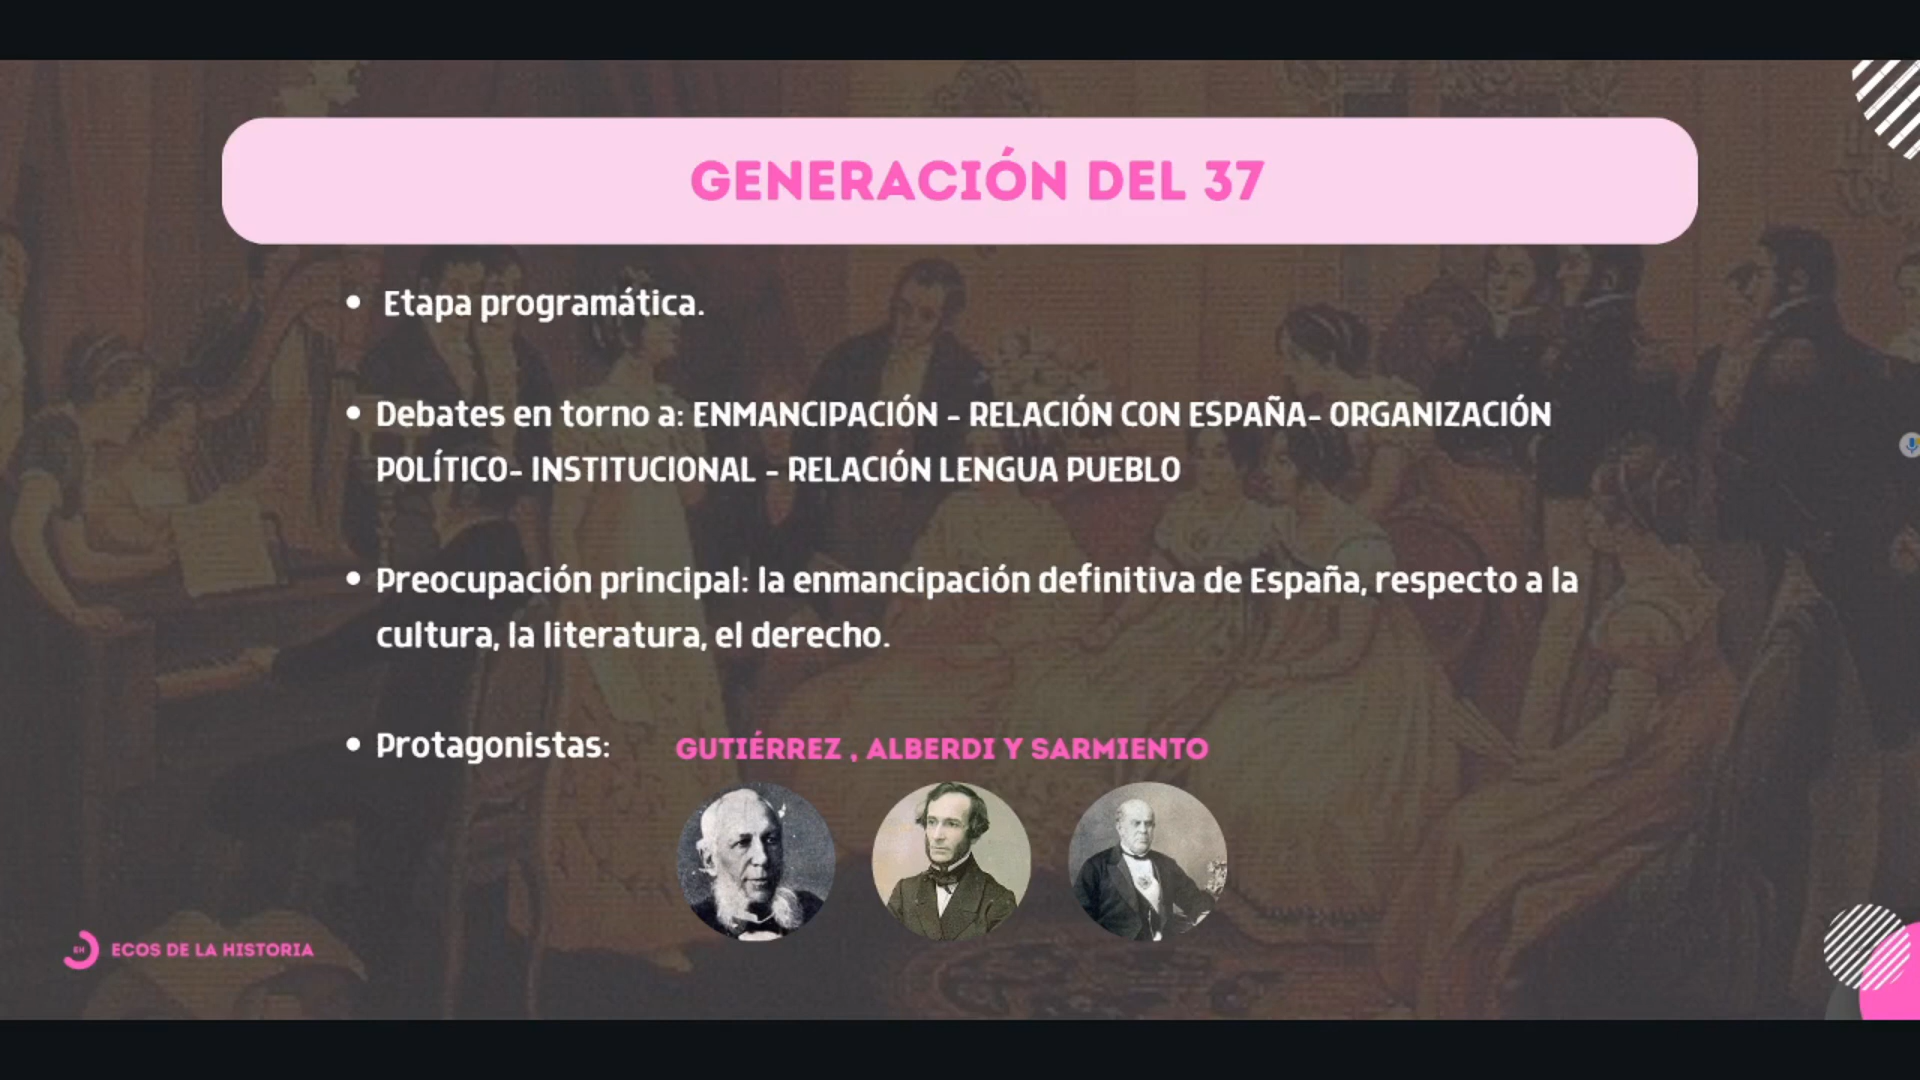 GENERACIÓN DEL 37
• Etapa programática.
• Debates en torno a: ENMANCIPACIÓN - RELACIÓN CON ESPAÑA- ORGANIZACIÓN
POLÍTICO- INSTITUCIONAL - RELACIÓN LENGUA PUEBLO
• Preocupación principal: la enmancipación definitiva de España, respecto a la
cultura, la literatura, el derecho.
• Protagonistas: GUTIÉRREZ , ALBERDI Y SARMIENTO
EH ECOS DE LA HISTORIA